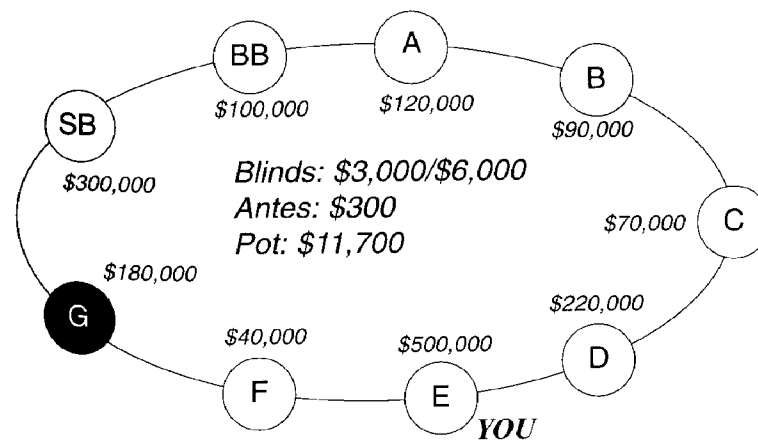 BB
A
B
$100,000
$120,000
$90,000
SB
$300,000
Blinds: $3,000/$6,000
Antes: $300
Pot: $11,700
$70,000
C
$180,000
G
$40,000
$500,000
$220,000
F
E
D
YOU